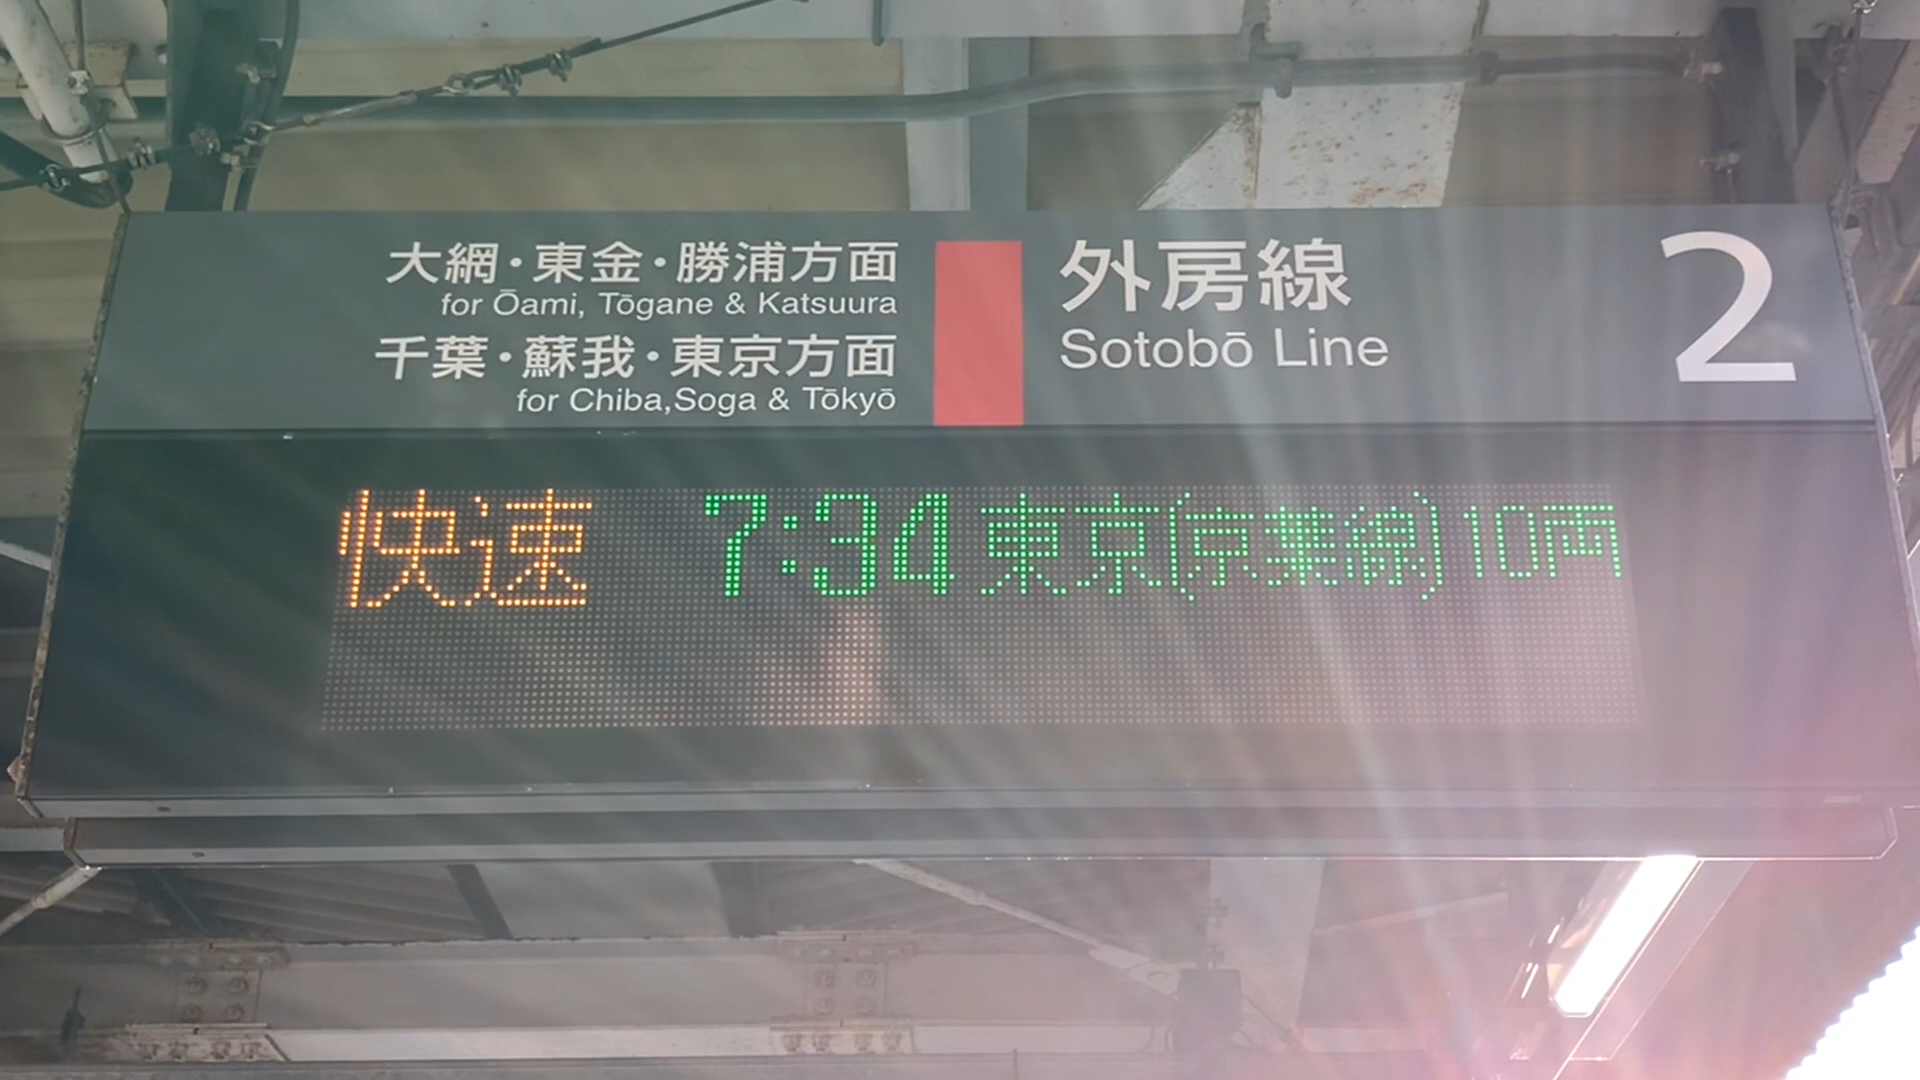 大網・東金・勝浦方面
for Ōami, Tōgane & Katsuura
千葉・蘇我・東京方面
for Chiba,Soga & Tōkyō
外房線
Sotobō Line
2
快速 7:34 東京(京葉線) 10両